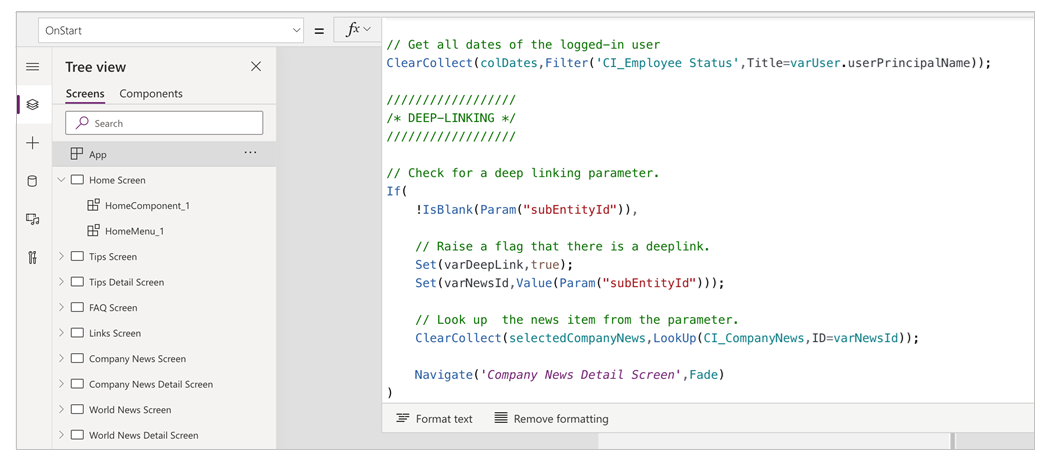 OnStart
=
fx
Tree view
Screens
Components
Search
App
...
Home Screen
HomeComponent_1
HomeMenu_1
Tips Screen
Tips Detail Screen
FAQ Screen
Links Screen
Company News Screen
Company News Detail Screen
World News Screen
World News Detail Screen
// Get all dates of the logged-in user
ClearCollect(colDates,Filter('CI_Employee Status',Title=varUser.userPrincipalName));
//////////////////
/* DEEP-LINKING */
//////////////////
// Check for a deep linking parameter.
If(
!IsBlank(Param("subEntityId")),
// Raise a flag that there is a deeplink.
Set(varDeepLink,true);
Set(varNewsId,Value(Param("subEntityId")));
// Look up  the news item from the parameter.
ClearCollect(selectedCompanyNews,LookUp(CI_CompanyNews,ID=varNewsId));
Navigate('Company News Detail Screen',Fade)
)
Format text
Remove formatting